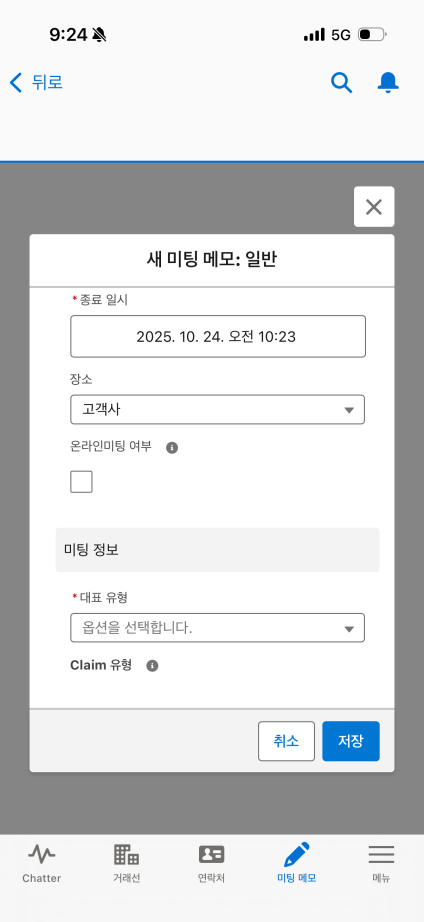 9:24
5G
뒤로
새 미팅 메모: 일반
*종료 일시
2025. 10. 24. 오전 10:23
장소
고객사
온라인미팅 여부
미팅 정보
*대표 유형
옵션을 선택합니다.
Claim 유형
취소 저장
Chatter 거래선 연락처 미팅 메모 메뉴